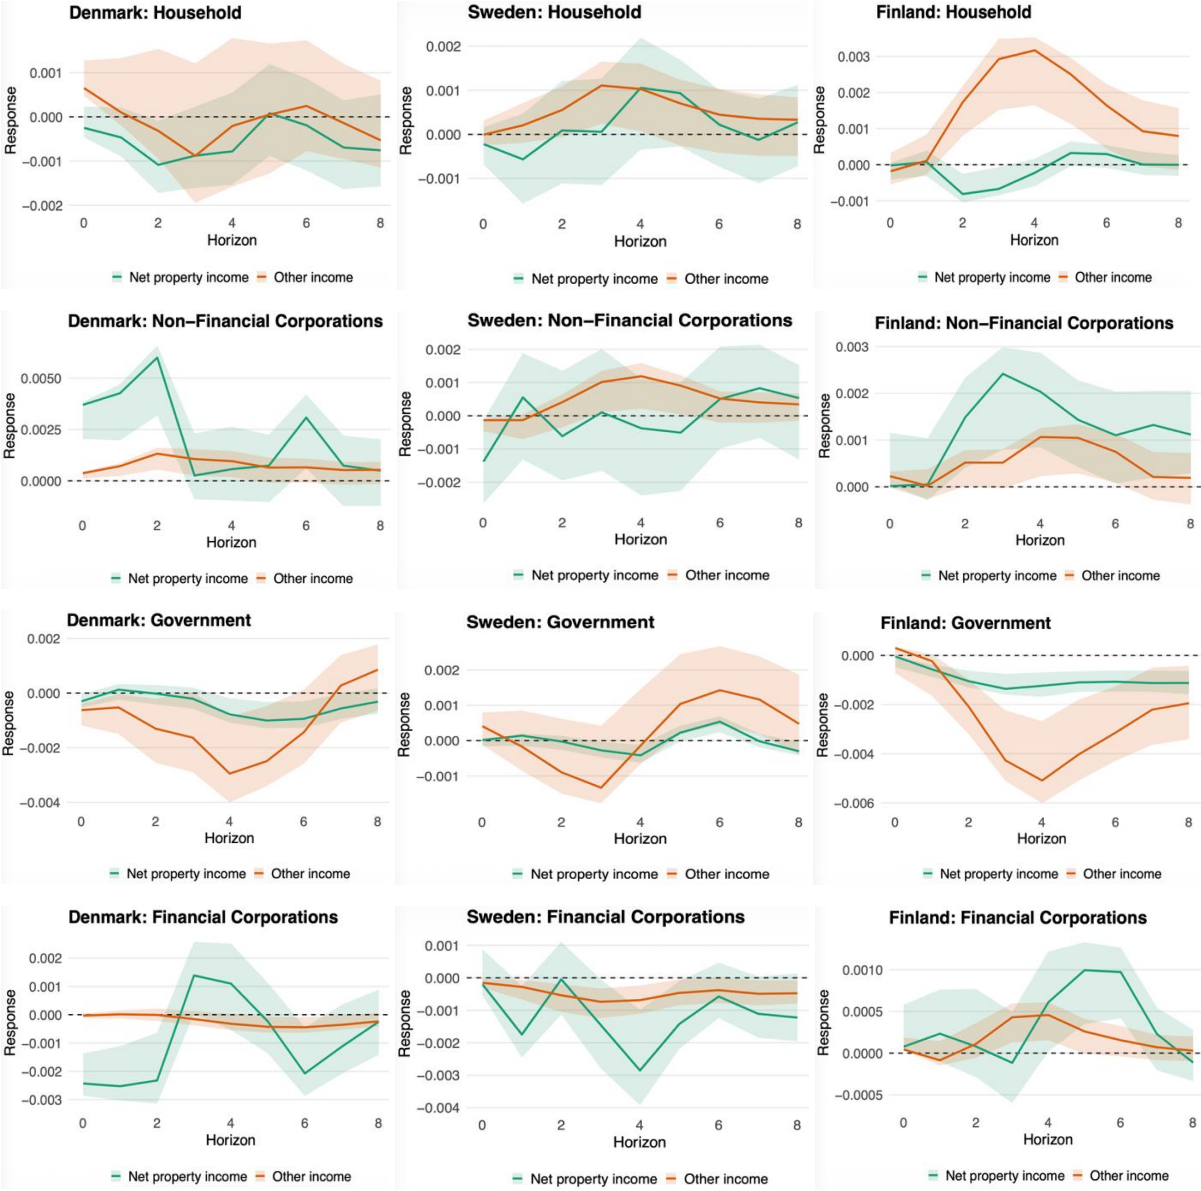 Denmark: Household
Response
0.001
0.000
−0.001
−0.002
0 2 4 6 8
Horizon
Net property income Other income
Sweden: Household
Response
0.002
0.001
0.000
−0.001
0 2 4 6 8
Horizon
Net property income Other income
Finland: Household
Response
0.003
0.002
0.001
0.000
−0.001
0 2 4 6 8
Horizon
Net property income Other income
Denmark: Non−Financial Corporations
Response
0.0050
0.0025
0.0000
0 2 4 6 8
Horizon
Net property income Other income
Sweden: Non−Financial Corporations
Response
0.002
0.001
0.000
−0.001
−0.002
0 2 4 6 8
Horizon
Net property income Other income
Finland: Non−Financial Corporations
Response
0.003
0.002
0.001
0.000
0 2 4 6 8
Horizon
Net property income Other income
Denmark: Government
Response
0.002
0.000
−0.002
−0.004
0 2 4 6 8
Horizon
Net property income Other income
Sweden: Government
Response
0.002
0.001
0.000
−0.001
0 2 4 6 8
Horizon
Net property income Other income
Finland: Government
Response
0.000
−0.002
−0.004
−0.006
0 2 4 6 8
Horizon
Net property income Other income
Denmark: Financial Corporations
Response
0.002
0.001
0.000
−0.001
−0.002
−0.003
0 2 4 6 8
Horizon
Net property income Other income
Sweden: Financial Corporations
Response
0.001
0.000
−0.001
−0.002
−0.003
−0.004
0 2 4 6 8
Horizon
Net property income Other income
Finland: Financial Corporations
Response
0.0010
0.0005
0.0000
−0.0005
0 2 4 6 8
Horizon
Net property income Other income